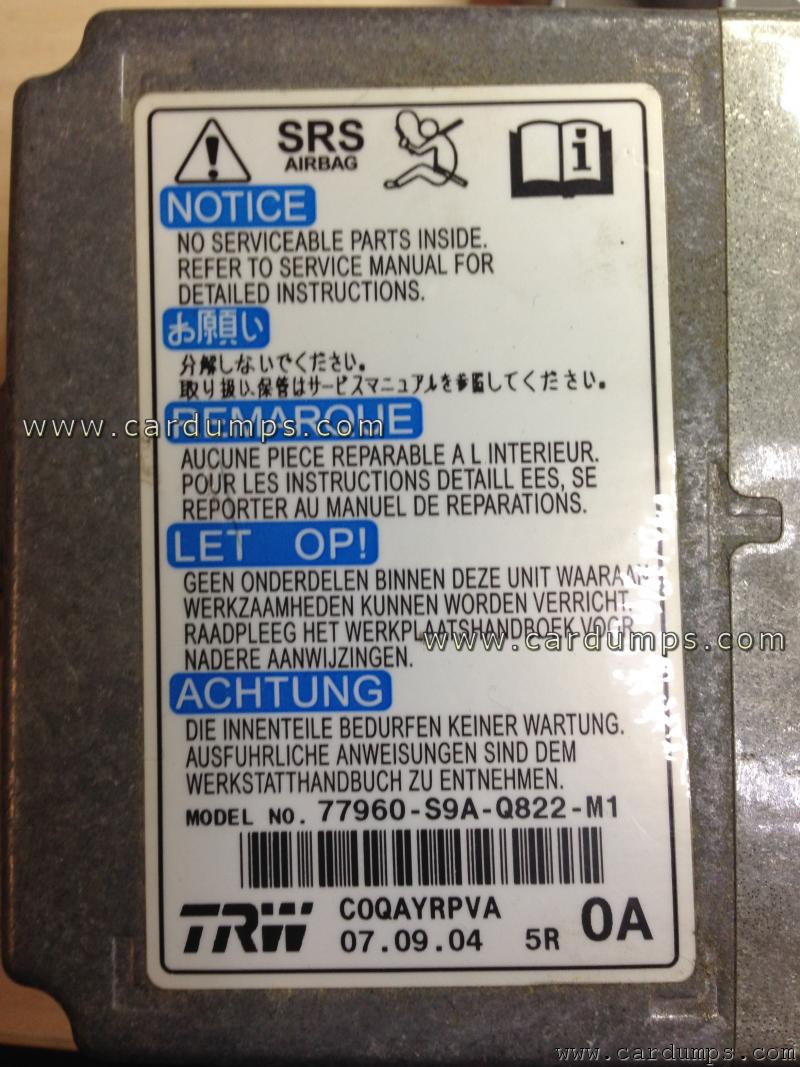 SRS
AIRBAG
NOTICE
NO SERVICEABLE PARTS INSIDE.
REFER TO SERVICE MANUAL FOR
DETAILED INSTRUCTIONS.
お願い
分解しないでください。
取り扱い、保管はサービスマニュアルを参照してください。
www.cardumps.com
REMARQUE
AUCUNE PIECE REPARABLE A L INTERIEUR.
POUR LES INSTRUCTIONS DETAILL EES, SE
REPORTER AU MANUEL DE REPARATIONS.
LET OP!
GEEN ONDERDELEN BINNEN DEZE UNIT WAARAAN
WERKZAAMHEDEN KUNNEN WORDEN VERRICHT.
RAADPLEEG HET WERKPLAATSHANDBOEK VOOR
www.cardumps.com
NADERE AANWIJZINGEN.
ACHTUNG
DIE INNENTEILE BEDURFEN KEINER WARTUNG.
AUSFUHRLICHE ANWEISUNGEN SIND DEM
WERKSTATTHANDBUCH ZU ENTNEHMEN.
MODEL NO. 77960-S9A-Q822-M1
TRW C0QAYRPVA 0A
07.09.04 5R
www.cardumps.com